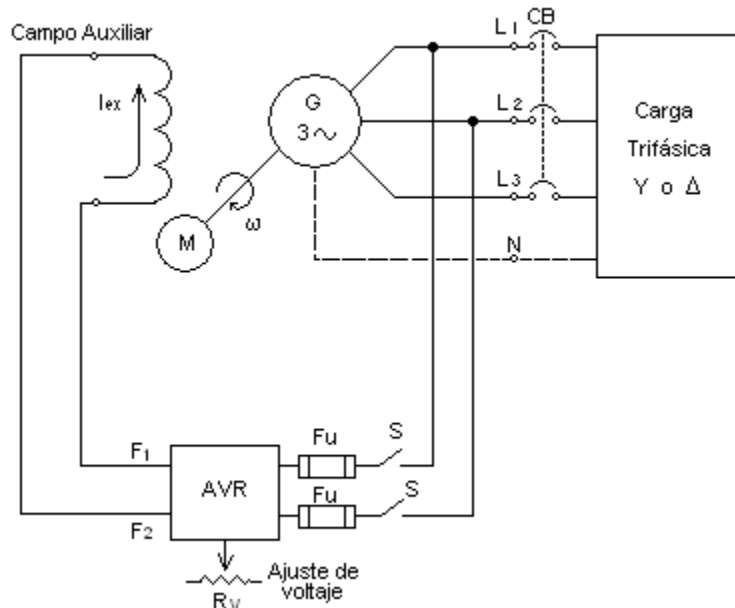 Campo Auxiliar
Iex
G
3∿
M
ω
L1
L2
L3
N
CB
Carga
Trifásica
Y o Δ
F1
F2
AVR
Fu
S
Fu
S
Ajuste de
voltaje
Rv